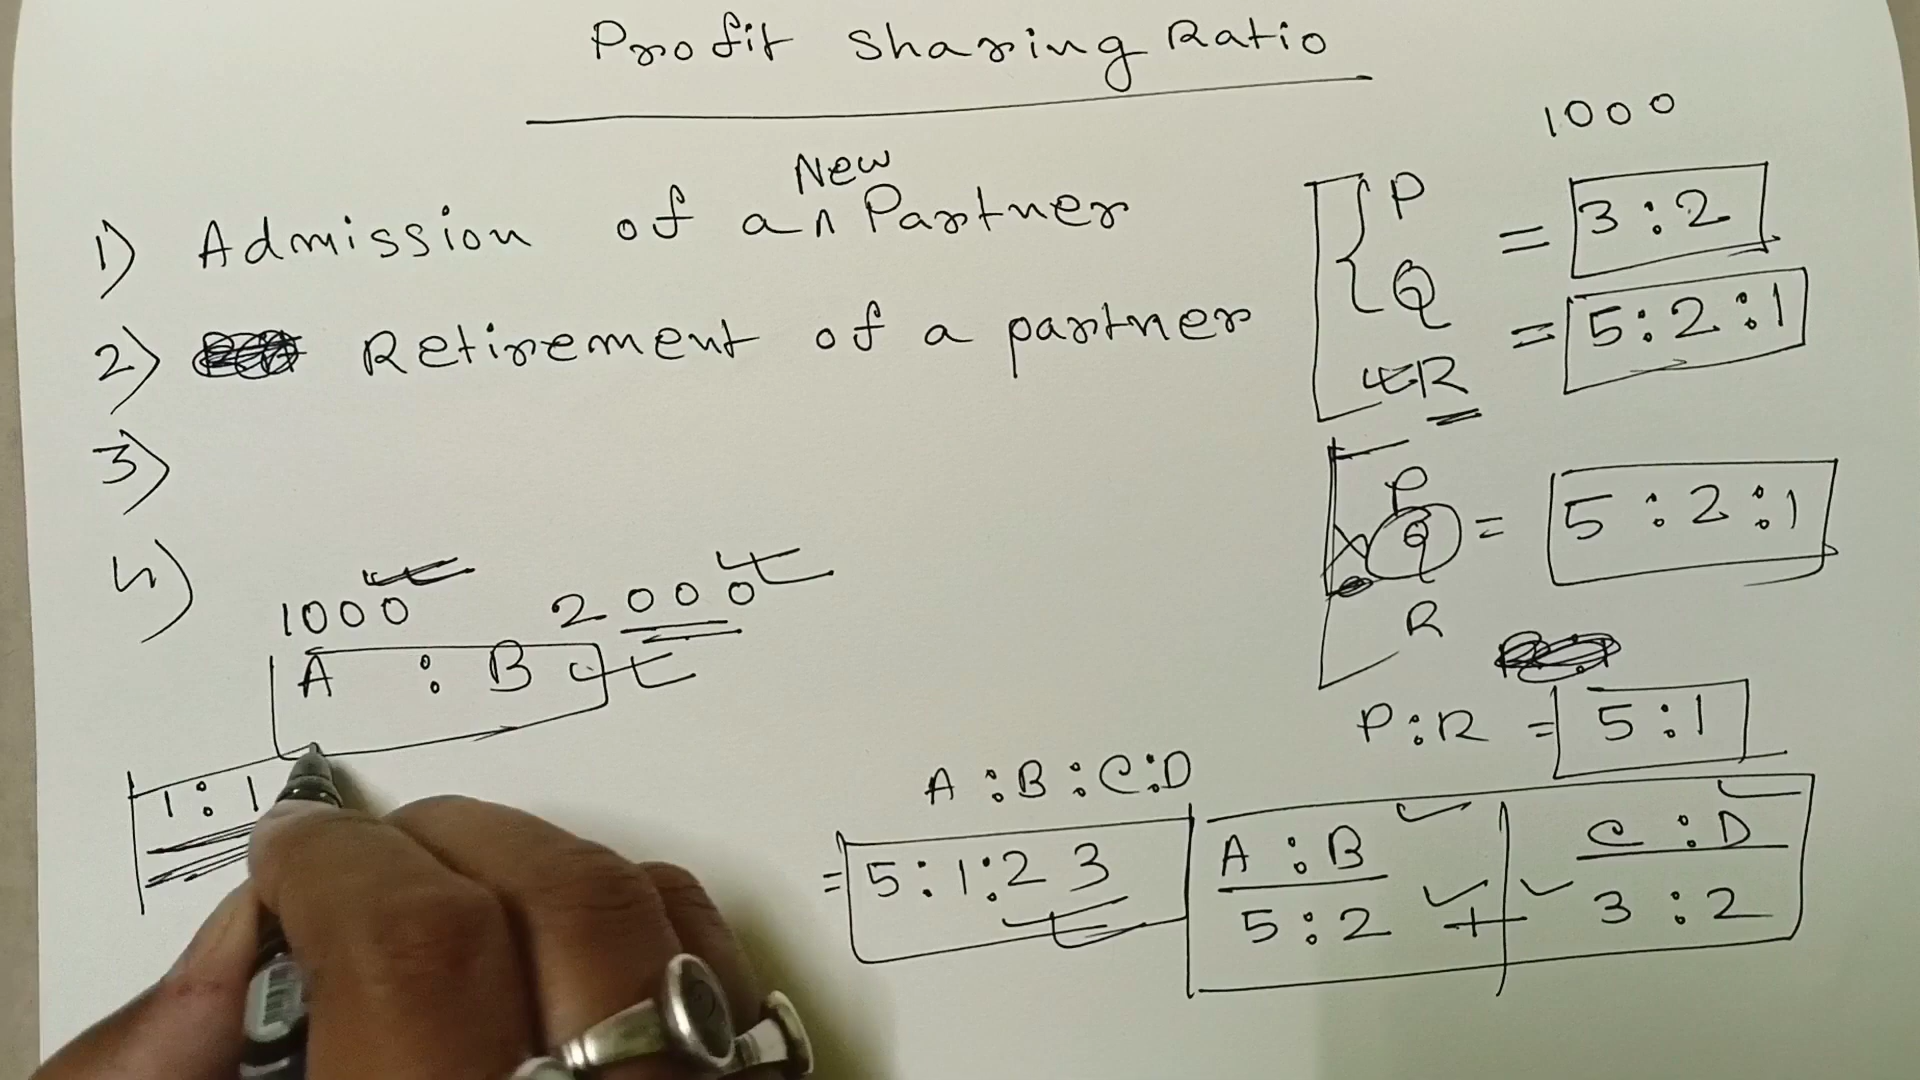 Profit Sharing Ratio
New
1) Admission of a ∧ Partner
2) Retirement of a partner
3)
4)
1000
P
Q
= 3:2
R
= 5:2:1
P
Q
R
= 5:2:1
P:R = 5:1
1000 2000
A : B
1:1
A:B:C:D
= 5:1:2 3
A:B
5:2 +
C:D
3:2